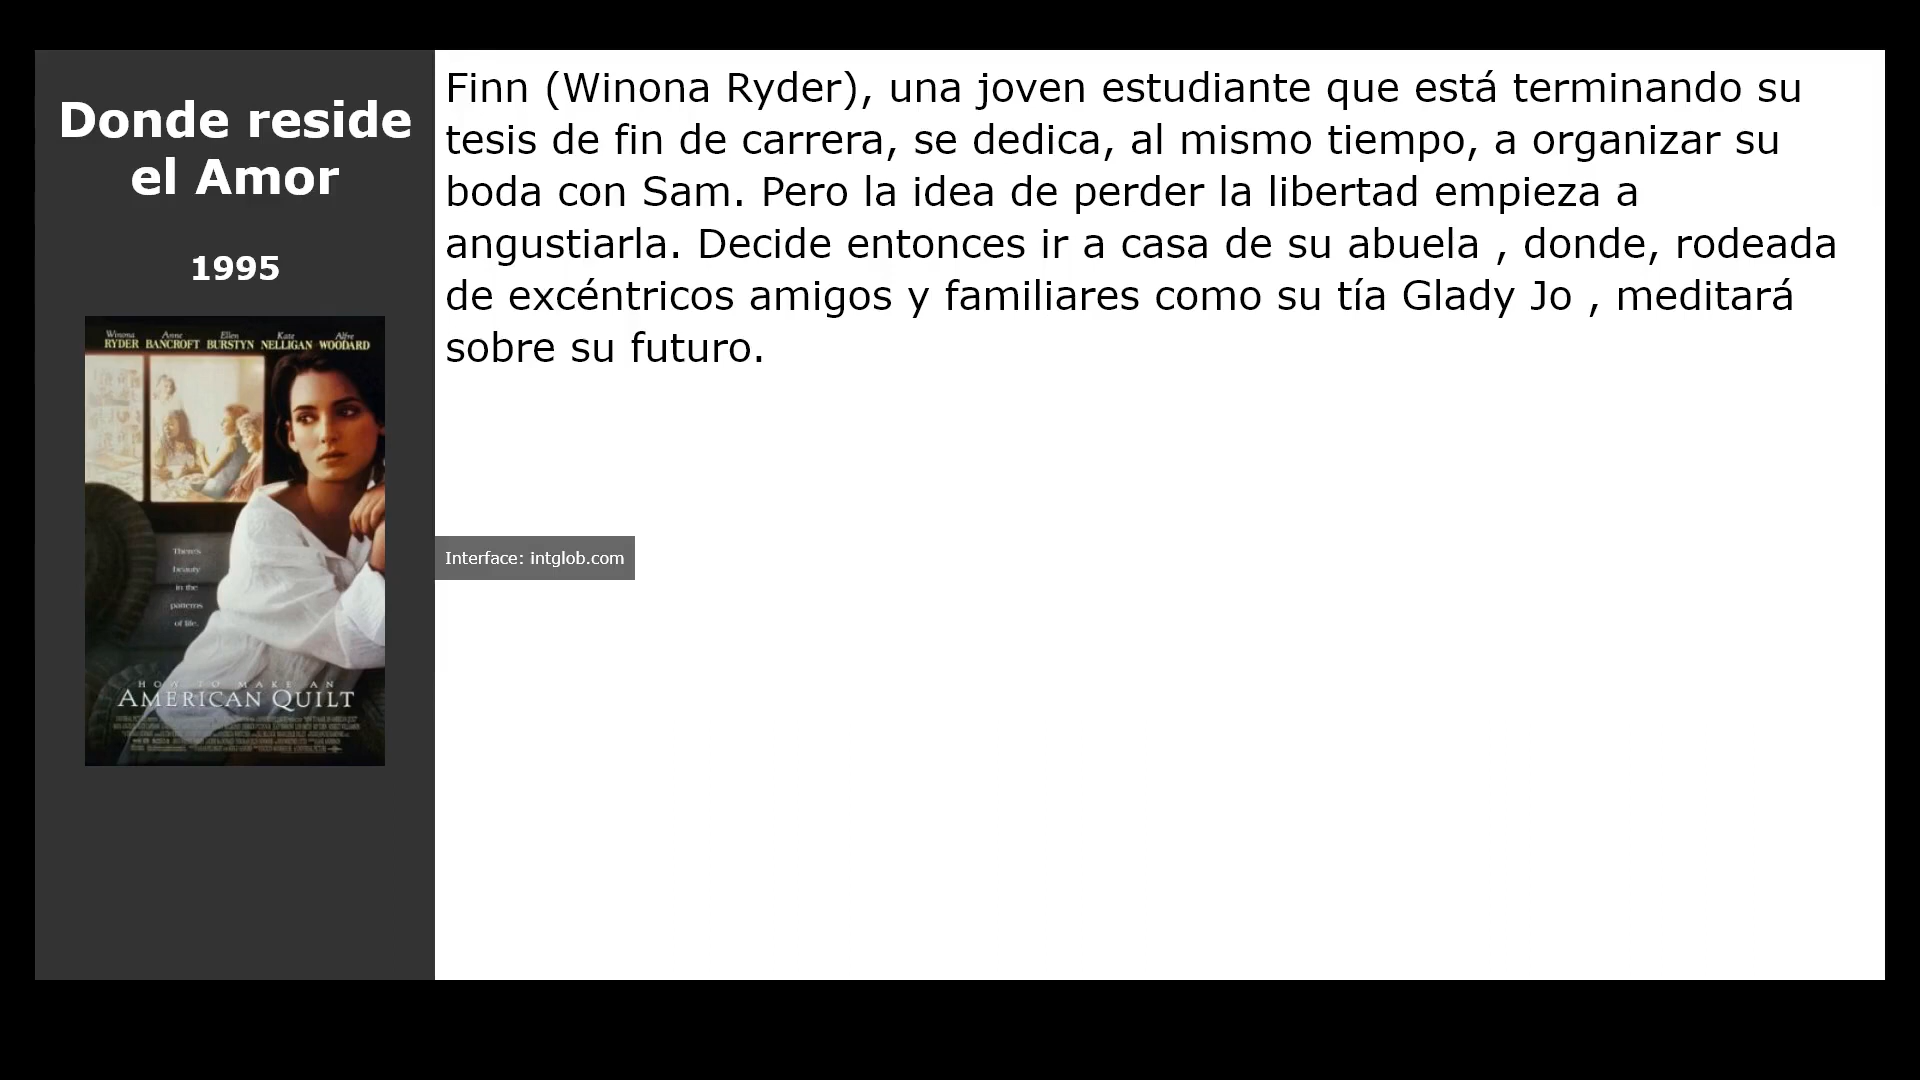 Donde reside
el Amor
1995
Winona Anne Ellen Kate Alfre
RYDER BANCROFT BURSTYN NELLIGAN WOODARD
There's
beauty
in the
patterns
of life.
HOW TO MAKE AN
AMERICAN QUILT
Finn (Winona Ryder), una joven estudiante que está terminando su
tesis de fin de carrera, se dedica, al mismo tiempo, a organizar su
boda con Sam. Pero la idea de perder la libertad empieza a
angustiarla. Decide entonces ir a casa de su abuela , donde, rodeada
de excéntricos amigos y familiares como su tía Glady Jo , meditará
sobre su futuro.
Interface: intglob.com